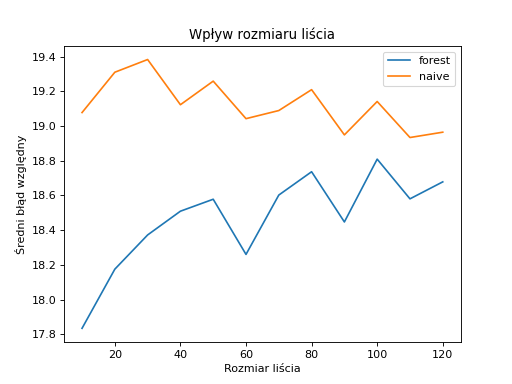 Wpływ rozmiaru liścia
forest
naive
Średni błąd względny
19.4
19.2
19.0
18.8
18.6
18.4
18.2
18.0
17.8
20 40 60 80 100 120
Rozmiar liścia